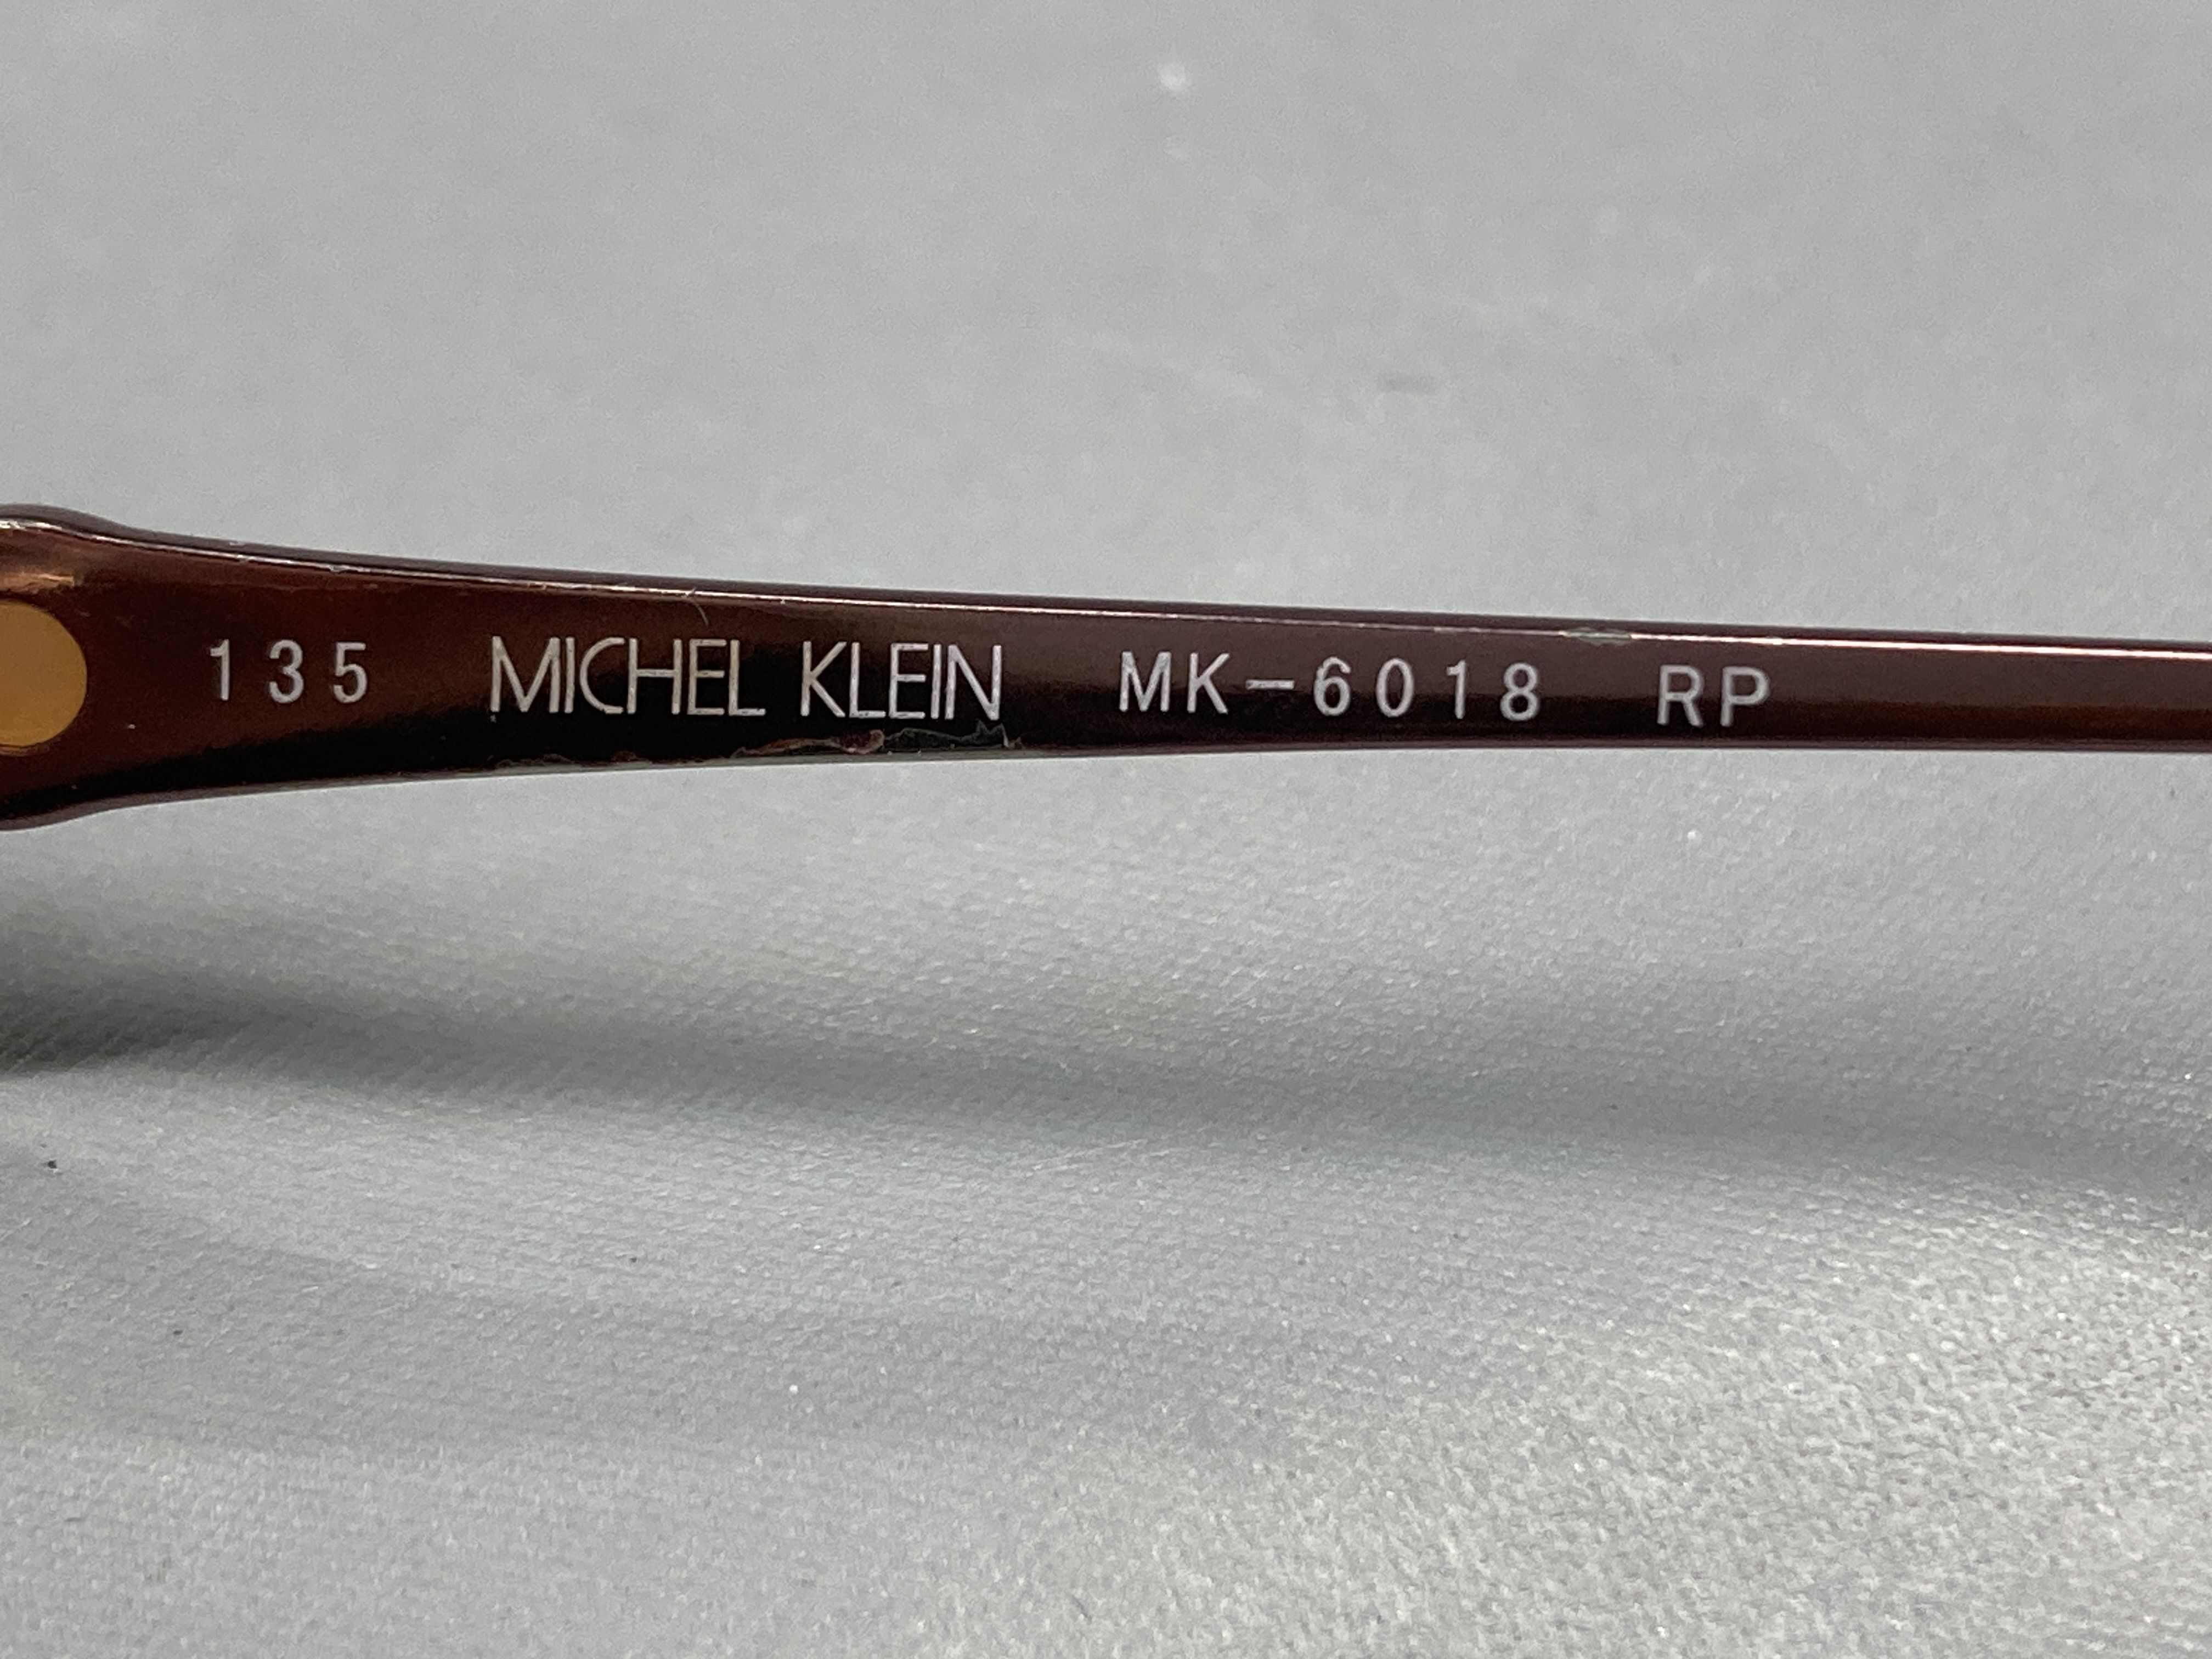 135 MICHEL KLEIN MK-6018 RP